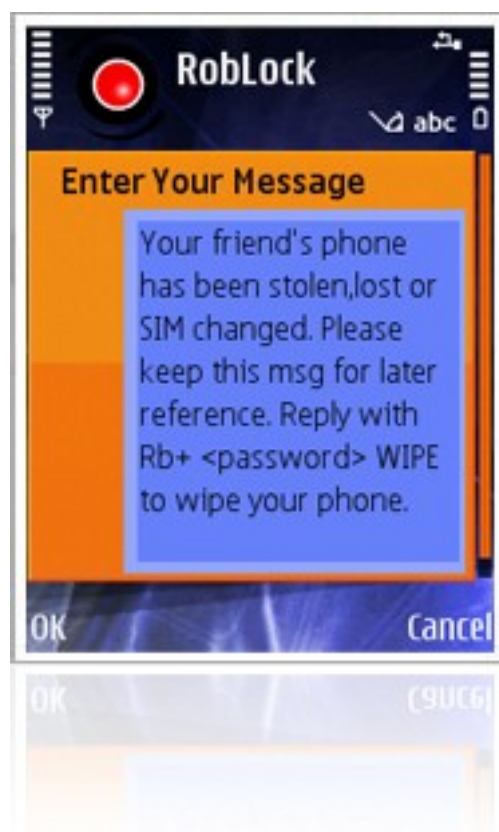 RobLock
abc
Enter Your Message
Your friend's phone
has been stolen,lost or
SIM changed. Please
keep this msg for later
reference. Reply with
Rb+ <password> WIPE
to wipe your phone.
OK Cancel